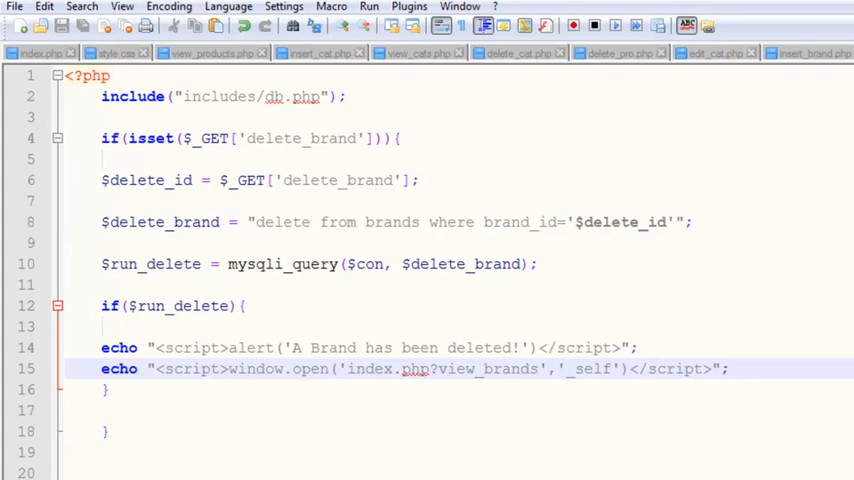 File Edit Search View Encoding Language Settings Macro Run Plugins Window ?
index.php style.css view_products.php insert_cat.php view_cats.php delete_cat.php delete_pro.php edit_cat.php insert_brand.php
1 <?php
2 include("includes/db.php");
3
4 if(isset($_GET['delete_brand'])){
5
6 $delete_id = $_GET['delete_brand'];
7
8 $delete_brand = "delete from brands where brand_id='$delete_id'";
9
10 $run_delete = mysqli_query($con, $delete_brand);
11
12 if($run_delete){
13
14 echo "<script>alert('A Brand has been deleted!')</script>";
15 echo "<script>window.open('index.php?view_brands','_self')</script>";
16 }
17
18 }
19
20